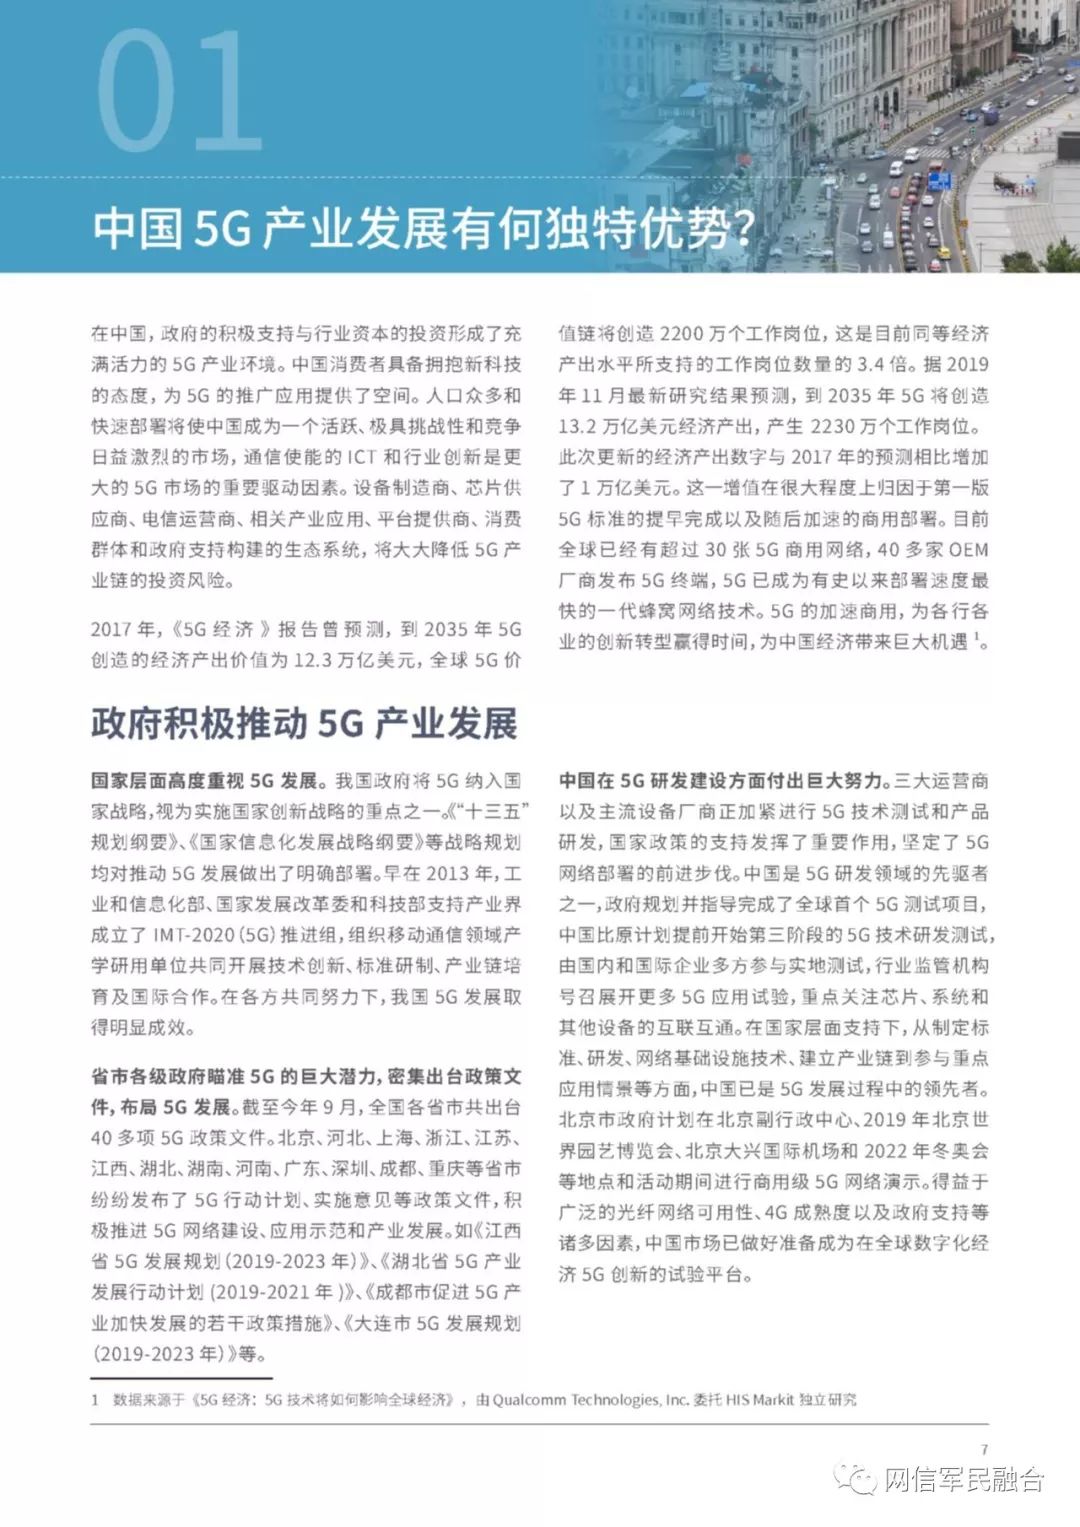 01
中国 5G 产业发展有何独特优势？
在中国，政府的积极支持与行业资本的投资形成了充
满活力的 5G 产业环境。中国消费者具备拥抱新科技
的态度，为 5G 的推广应用提供了空间。人口众多和
快速部署将使中国成为一个活跃、极具挑战性和竞争
日益激烈的市场，通信使能的 ICT 和行业创新是更
大的 5G 市场的重要驱动因素。设备制造商、芯片供
应商、电信运营商、相关产业应用、平台提供商、消费
群体和政府支持构建的生态系统，将大大降低 5G 产
业链的投资风险。
2017 年，《5G 经济 》报告曾预测，到 2035 年 5G
创造的经济产出价值为 12.3 万亿美元，全球 5G 价
值链将创造 2200 万个工作岗位，这是目前同等经济
产出水平所支持的工作岗位数量的 3.4 倍。据 2019
年 11 月最新研究结果预测，到 2035 年 5G 将创造
13.2 万亿美元经济产出，产生 2230 万个工作岗位。
此次更新的经济产出数字与 2017 年的预测相比增加
了 1 万亿美元。这一增值在很大程度上归因于第一版
5G 标准的提早完成以及随后加速的商用部署。目前
全球已经有超过 30 张 5G 商用网络，40 多家 OEM
厂商发布 5G 终端，5G 已成为有史以来部署速度最
快的一代蜂窝网络技术。5G 的加速商用，为各行各
业的创新转型赢得时间，为中国经济带来巨大机遇 1。
政府积极推动 5G 产业发展
国家层面高度重视 5G 发展。我国政府将 5G 纳入国
家战略，视为实施国家创新战略的重点之一。《“十三五”
规划纲要》、《国家信息化发展战略纲要》等战略规划
均对推动 5G 发展做出了明确部署。早在 2013 年，工
业和信息化部、国家发展改革委和科技部支持产业界
成立了 IMT-2020（5G）推进组，组织移动通信领域产
学研用单位共同开展技术创新、标准研制、产业链培
育及国际合作。在各方共同努力下，我国 5G 发展取
得明显成效。
省市各级政府瞄准 5G 的巨大潜力，密集出台政策文
件，布局 5G 发展。截至今年 9 月，全国各省市共出台
40 多项 5G 政策文件。北京、河北、上海、浙江、江苏、
江西、湖北、湖南、河南、广东、深圳、成都、重庆等省市
纷纷发布了 5G 行动计划、实施意见等政策文件，积
极推进 5G 网络建设、应用示范和产业发展。如《江西
省 5G 发展规划（2019-2023 年）》、《湖北省 5G 产业
发展行动计划 (2019-2021 年 )》、《成都市促进 5G 产
业加快发展的若干政策措施》、《大连市 5G 发展规划
（2019-2023 年）》等。
中国在 5G 研发建设方面付出巨大努力。三大运营商
以及主流设备厂商正加紧进行 5G 技术测试和产品
研发，国家政策的支持发挥了重要作用，坚定了 5G
网络部署的前进步伐。中国是 5G 研发领域的先驱者
之一，政府规划并指导完成了全球首个 5G 测试项目，
中国比原计划提前开始第三阶段的 5G 技术研发测试，
由国内和国际企业多方参与实地测试，行业监管机构
号召展开更多 5G 应用试验，重点关注芯片、系统和
其他设备的互联互通。在国家层面支持下，从制定标
准、研发、网络基础设施技术、建立产业链到参与重点
应用情景等方面，中国已是 5G 发展过程中的领先者。
北京市政府计划在北京副行政中心、2019 年北京世
界园艺博览会、北京大兴国际机场和 2022 年冬奥会
等地点和活动期间进行商用级 5G 网络演示。得益于
广泛的光纤网络可用性、4G 成熟度以及政府支持等
诸多因素，中国市场已做好准备成为在全球数字化经
济 5G 创新的试验平台。
1 数据来源于《5G 经济：5G 技术将如何影响全球经济》，由 Qualcomm Technologies, Inc. 委托 HIS Markit 独立研究
7
网信军民融合